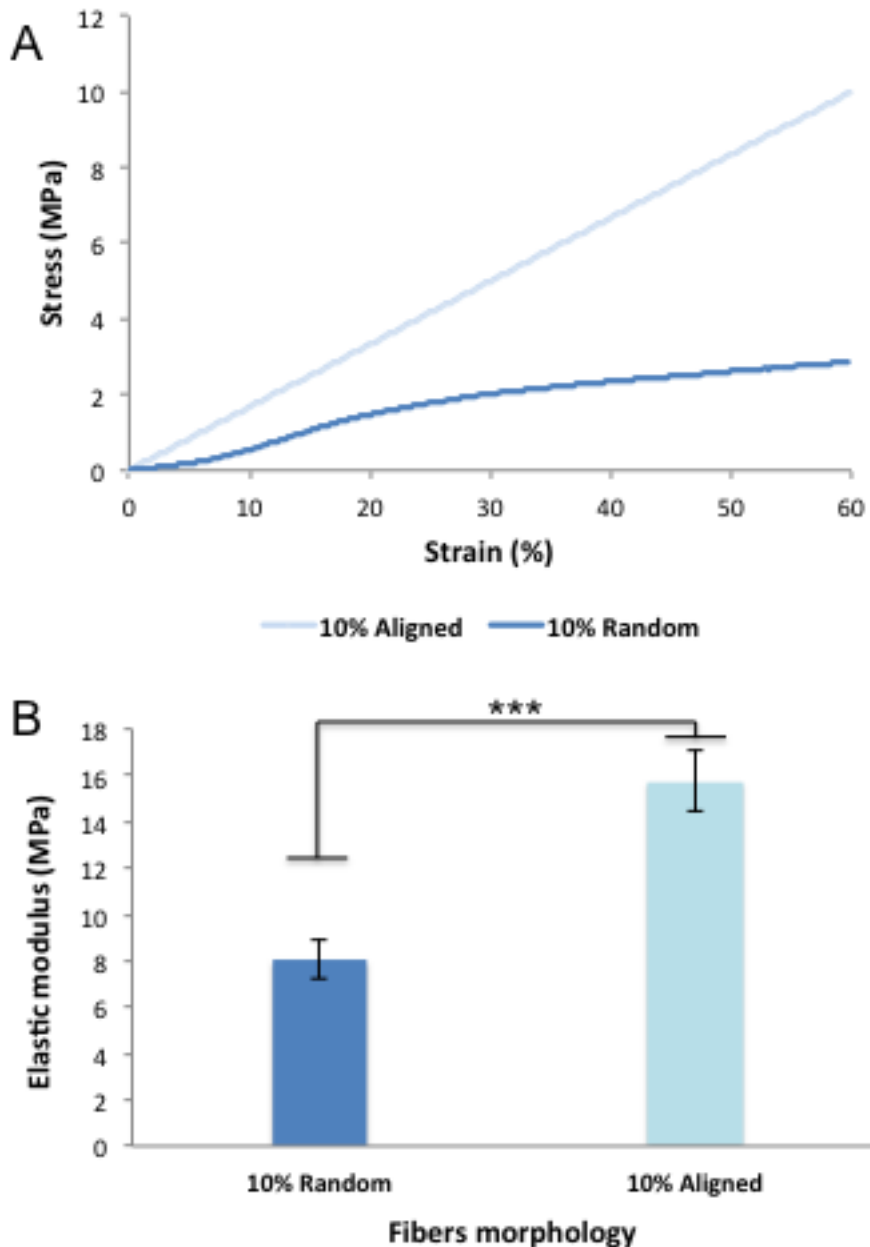 A
12
10
8
6
4
2
0
Stress (MPa)
0 10 20 30 40 50 60
Strain (%)
10% Aligned 10% Random
B
***
18
16
14
12
10
8
6
4
2
0
Elastic modulus (MPa)
10% Random 10% Aligned
Fibers morphology